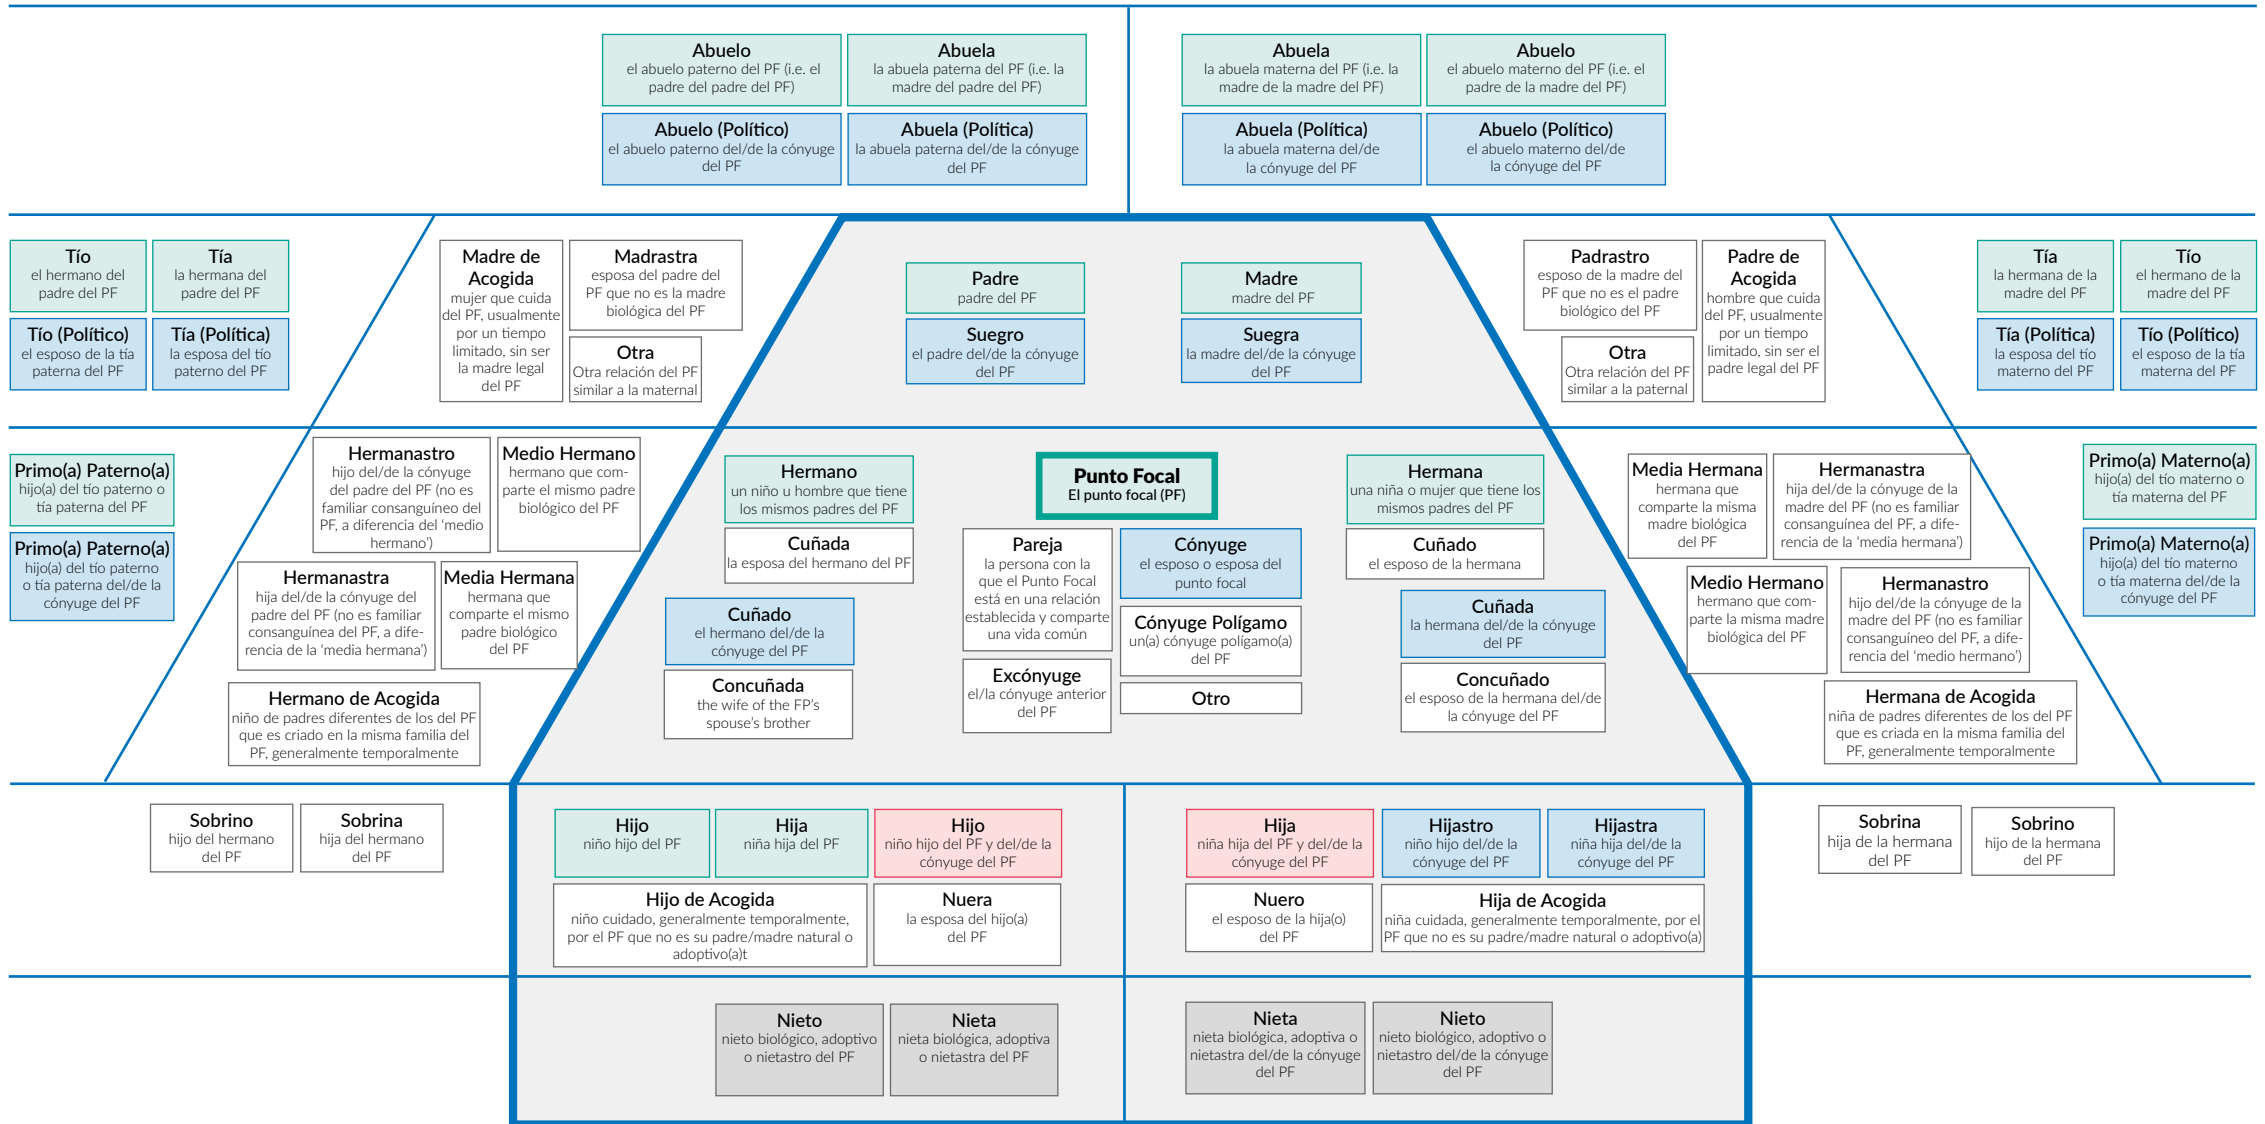 Abuelo
el abuelo paterno del PF (i.e. el
padre del padre del PF)
Abuela
la abuela paterna del PF (i.e. la
madre del padre del PF)
Abuela
la abuela materna del PF (i.e. la
madre de la madre del PF)
Abuelo
el abuelo materno del PF (i.e. el
padre de la madre del PF)
Abuelo (Político)
el abuelo paterno del/de la cónyuge
del PF
Abuela (Política)
la abuela paterna del/de la cónyuge
del PF
Abuela (Política)
la abuela materna del/de
la cónyuge del PF
Abuelo (Político)
el abuelo materno del/de
la cónyuge del PF
Tío
el hermano del
padre del PF
Tía
la hermana del
padre del PF
Tío (Político)
el esposo de la tía
paterna del PF
Tía (Política)
la esposa del tío
paterno del PF
Madre de
Acogida
mujer que cuida
del PF, usualmente
por un tiempo
limitado, sin ser
la madre legal
del PF
Madrastra
esposa del padre del
PF que no es la madre
biológica del PF
Otra
Otra relación del PF
similar a la maternal
Padre
padre del PF
Madre
madre del PF
Suegro
el padre del/de la cónyuge
del PF
Suegra
la madre del/de la cónyuge
del PF
Padrastro
esposo de la madre del
PF que no es el padre
biológico del PF
Otra
Otra relación del PF
similar a la paternal
Padre de
Acogida
hombre que cuida
del PF, usualmente
por un tiempo
limitado, sin ser el
padre legal del PF
Tía
la hermana de la
madre del PF
Tío
el hermano de la
madre del PF
Tía (Política)
la esposa del tío
materno del PF
Tío (Político)
el esposo de la tía
materna del PF
Primo(a) Paterno(a)
hijo(a) del tío paterno o
tía paterna del PF
Primo(a) Paterno(a)
hijo(a) del tío paterno
o tía paterna del/de la
cónyuge del PF
Hermanastro
hijo del/de la cónyuge
del padre del PF (no es
familiar consanguíneo del
PF, a diferencia del ‘medio
hermano’)
Medio Hermano
hermano que com-
parte el mismo padre
biológico del PF
Hermanastra
hija del/de la cónyuge del
padre del PF (no es familiar
consanguínea del PF, a dife-
rencia de la ‘media hermana’)
Media Hermana
hermana que
comparte el mismo
padre biológico
del PF
Hermano de Acogida
niño de padres diferentes de los del PF
que es criado en la misma familia del
PF, generalmente temporalmente
Hermano
un niño u hombre que tiene
los mismos padres del PF
Cuñada
la esposa del hermano del PF
Cuñado
el hermano del/de la
cónyuge del PF
Concuñada
the wife of the FP’s
spouse’s brother
Punto Focal
El punto focal (PF)
Pareja
la persona con la
que el Punto Focal
está en una relación
establecida y comparte
una vida común
Cónyuge
el esposo o esposa del
punto focal
Cónyuge Polígamo
un(a) cónyuge polígamo(a)
del PF
Excónyuge
el/la cónyuge anterior
del PF
Otro
Hermana
una niña o mujer que tiene los
mismos padres del PF
Cuñado
el esposo de la hermana
Cuñada
la hermana del/de la cónyuge
del PF
Concuñado
el esposo de la hermana del/de
la cónyuge del PF
Media Hermana
hermana que
comparte la misma
madre biológica
del PF
Hermanastra
hija del/de la cónyuge de la
madre del PF (no es familiar
consanguínea del PF, a dife-
rencia de la ‘media hermana’)
Medio Hermano
hermano que com-
parte la misma madre
biológica del PF
Hermanastro
hijo del/de la cónyuge de la
madre del PF (no es familiar
consanguíneo del PF, a dife-
rencia del ‘medio hermano’)
Hermana de Acogida
niña de padres diferentes de los del PF
que es criada en la misma familia del
PF, generalmente temporalmente
Primo(a) Materno(a)
hijo(a) del tío materno o
tía materna del PF
Primo(a) Materno(a)
hijo(a) del tío materno
o tía materna del/de la
cónyuge del PF
Sobrino
hijo del hermano
del PF
Sobrina
hija del hermano
del PF
Hijo
niño hijo del PF
Hija
niña hija del PF
Hijo
niño hijo del PF y del/de la
cónyuge del PF
Hija
niña hija del PF y del/de la
cónyuge del PF
Hijastro
niño hijo del/de la
cónyuge del PF
Hijastra
niña hija del/de la
cónyuge del PF
Hijo de Acogida
niño cuidado, generalmente temporalmente,
por el PF que no es su padre/madre natural o
adoptivo(a)t
Nuera
la esposa del hijo(a)
del PF
Nuero
el esposo de la hija(o)
del PF
Hija de Acogida
niña cuidada, generalmente temporalmente, por el
PF que no es su padre/madre natural o adoptivo(a)
Sobrina
hija de la hermana
del PF
Sobrino
hijo de la hermana
del PF
Nieto
nieto biológico, adoptivo
o nietastro del PF
Nieta
nieta biológica, adoptiva
o nietastra del PF
Nieta
nieta biológica, adoptiva o
nietastra del/de la cónyuge
del PF
Nieto
nieto biológico, adoptivo o
nietastro del/de la cónyuge
del PF